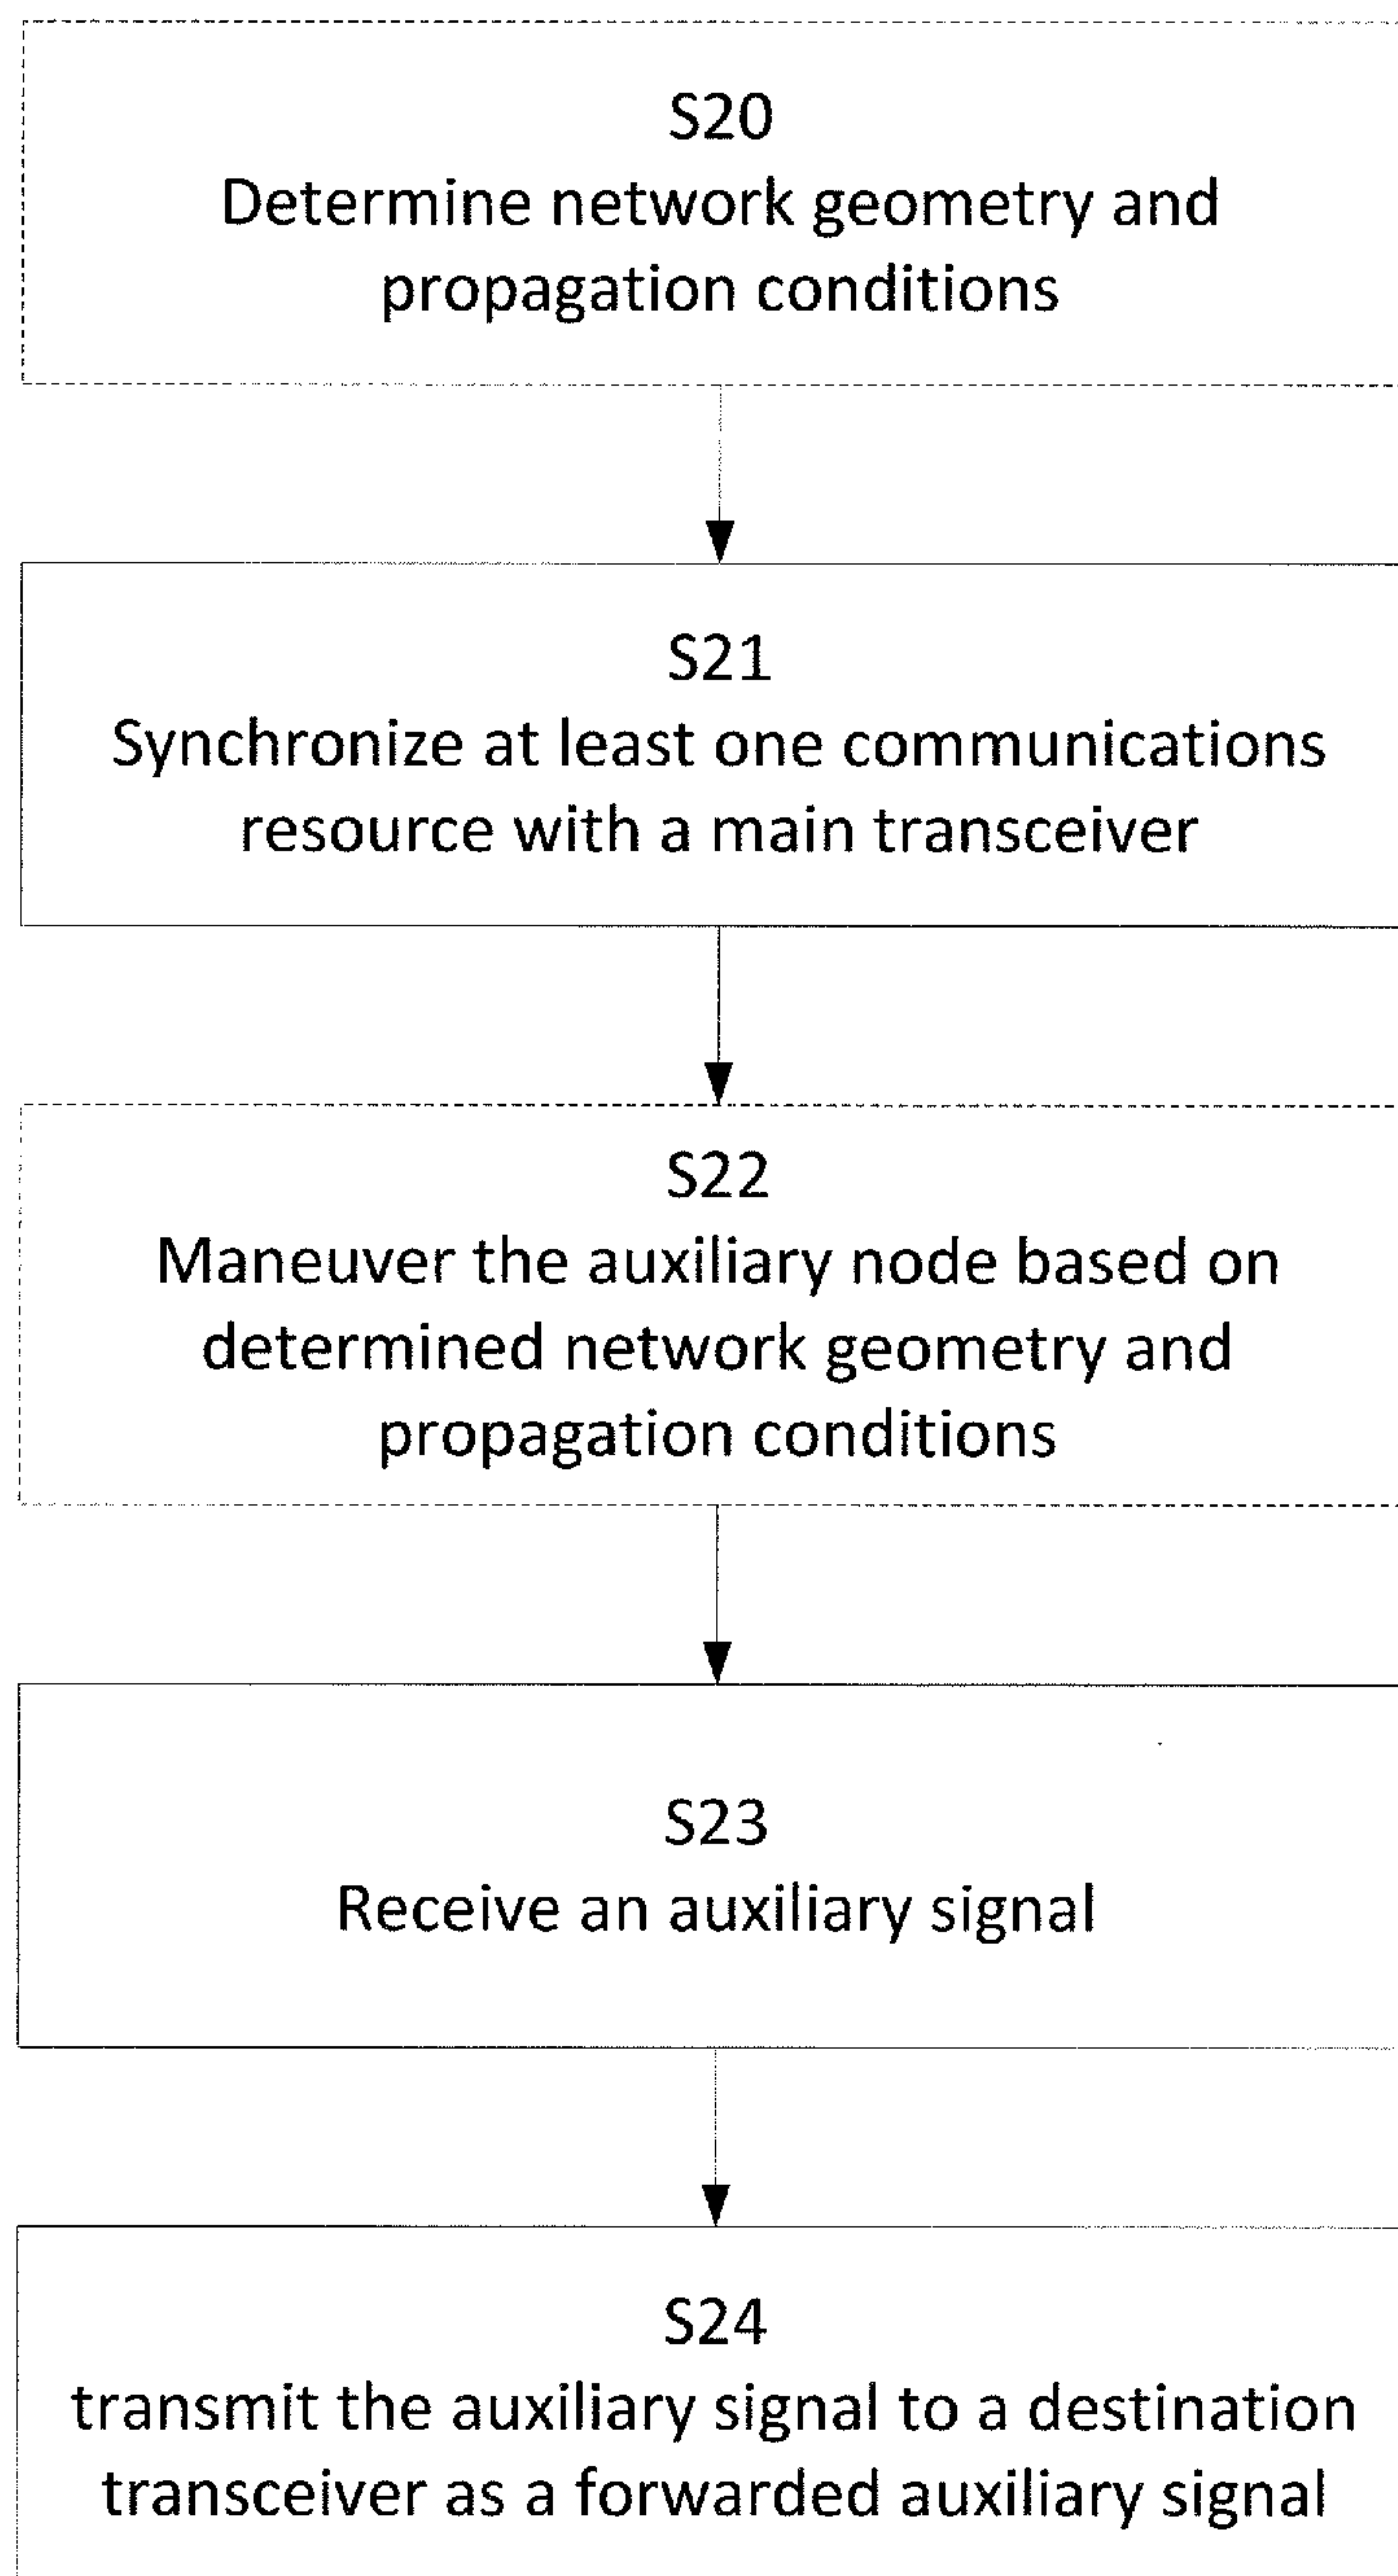 S20
Determine network geometry and
propagation conditions
S21
Synchronize at least one communications
resource with a main transceiver
S22
Maneuver the auxiliary node based on
determined network geometry and
propagation conditions
S23
Receive an auxiliary signal
S24
transmit the auxiliary signal to a destination
transceiver as a forwarded auxiliary signal